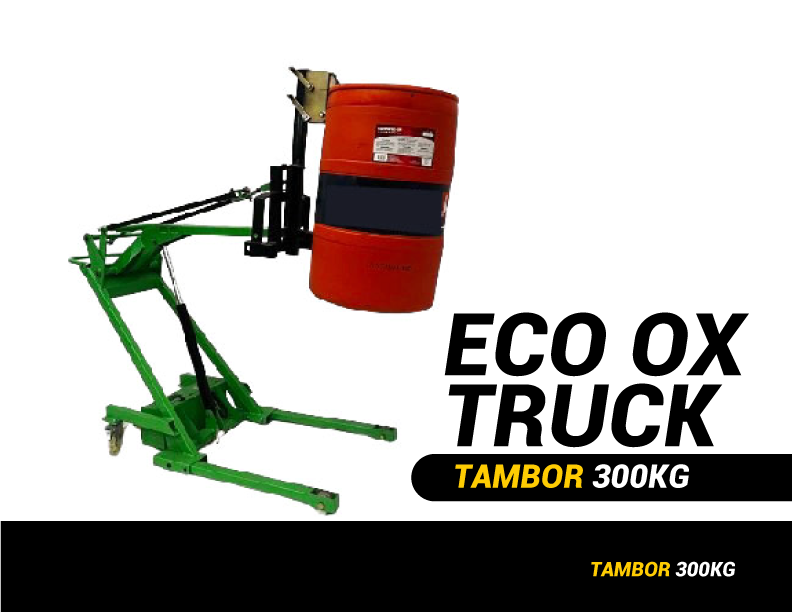 ECO OX
TRUCK
TAMBOR 300KG
TAMBOR 300KG